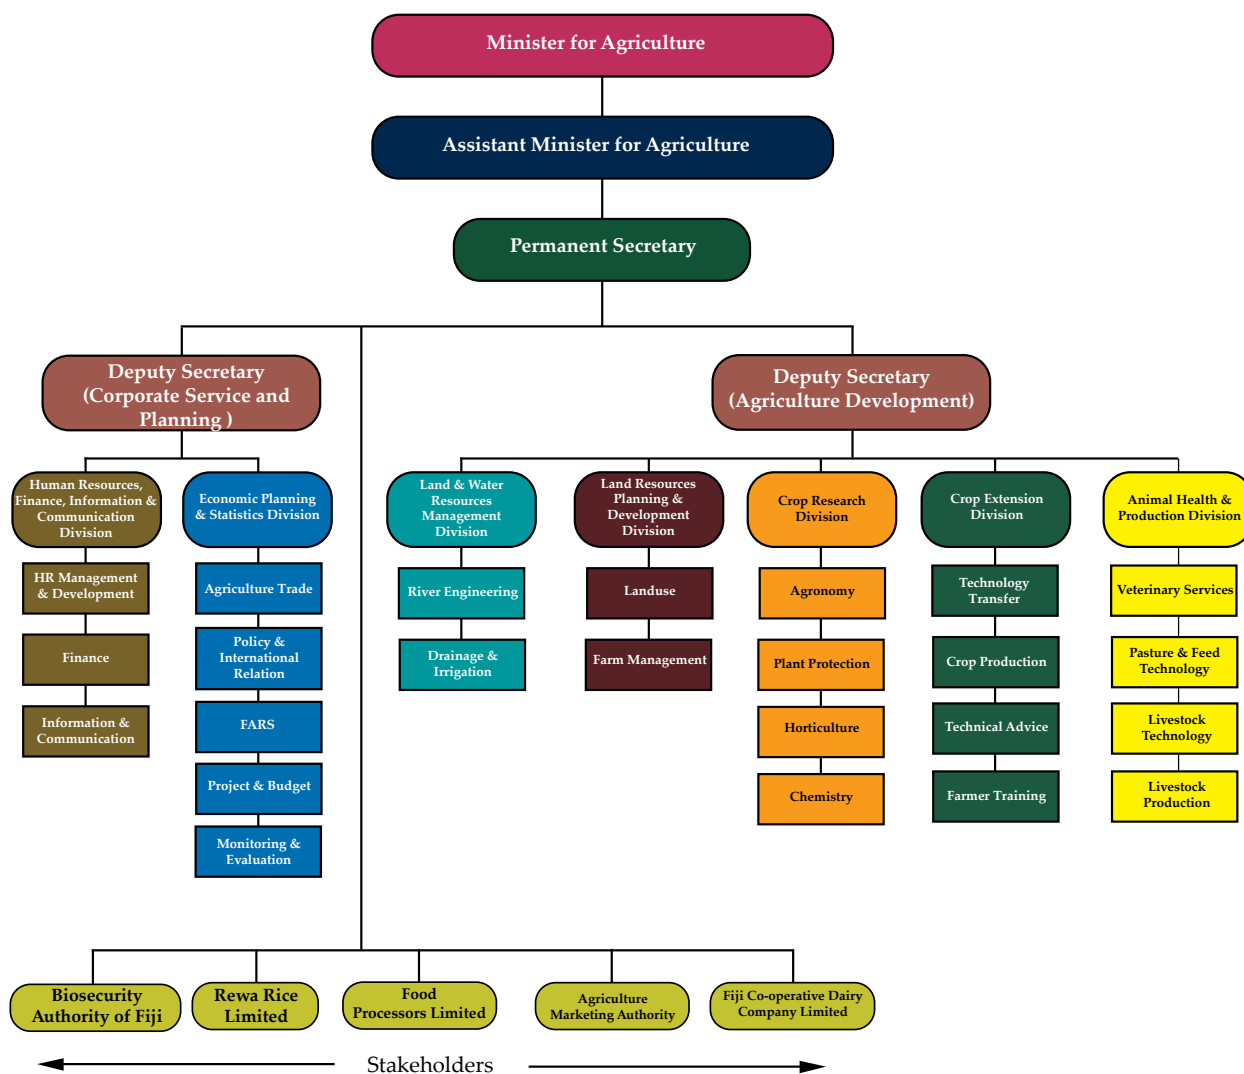 Minister for Agriculture
Assistant Minister for Agriculture
Permanent Secretary
Deputy Secretary
(Corporate Service and
Planning )
Deputy Secretary
(Agriculture Development)
Human Resources,
Finance, Information &
Communication
Division
Economic Planning
& Statistics Division
Land & Water
Resources
Management
Division
Land Resources
Planning &
Development
Division
Crop Research
Division
Crop Extension
Division
Animal Health &
Production Division
HR Management
& Development
Finance
Information &
Communication
Agriculture Trade
Policy &
International
Relation
FARS
Project & Budget
Monitoring &
Evaluation
River Engineering
Drainage &
Irrigation
Landuse
Farm Management
Agronomy
Plant Protection
Horticulture
Chemistry
Technology
Transfer
Crop Production
Technical Advice
Farmer Training
Veterinary Services
Pasture & Feed
Technology
Livestock
Technology
Livestock
Production
Biosecurity
Authority of Fiji
Rewa Rice
Limited
Food
Processors Limited
Agriculture
Marketing Authority
Fiji Co-operative Dairy
Company Limited
Stakeholders